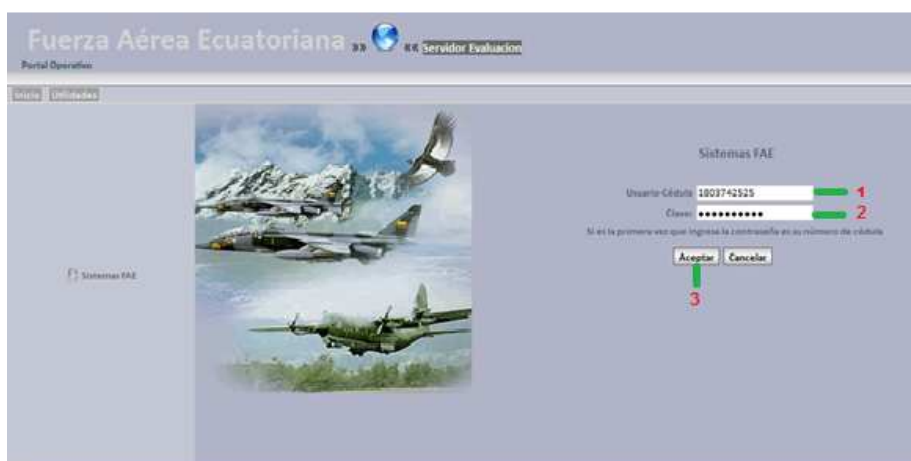 Fuerza Aérea Ecuatoriana »» «« Servidor Evaluacion
Portal Operativo
Inicio Utilidades
Sistemas FAE
Usuario-Cédula 1803742525 1
Clave: ●●●●●●●●●● 2
Si es la primera vez que ingresa la contraseña es su número de cédula
Aceptar Cancelar
3
Sistemas FAE